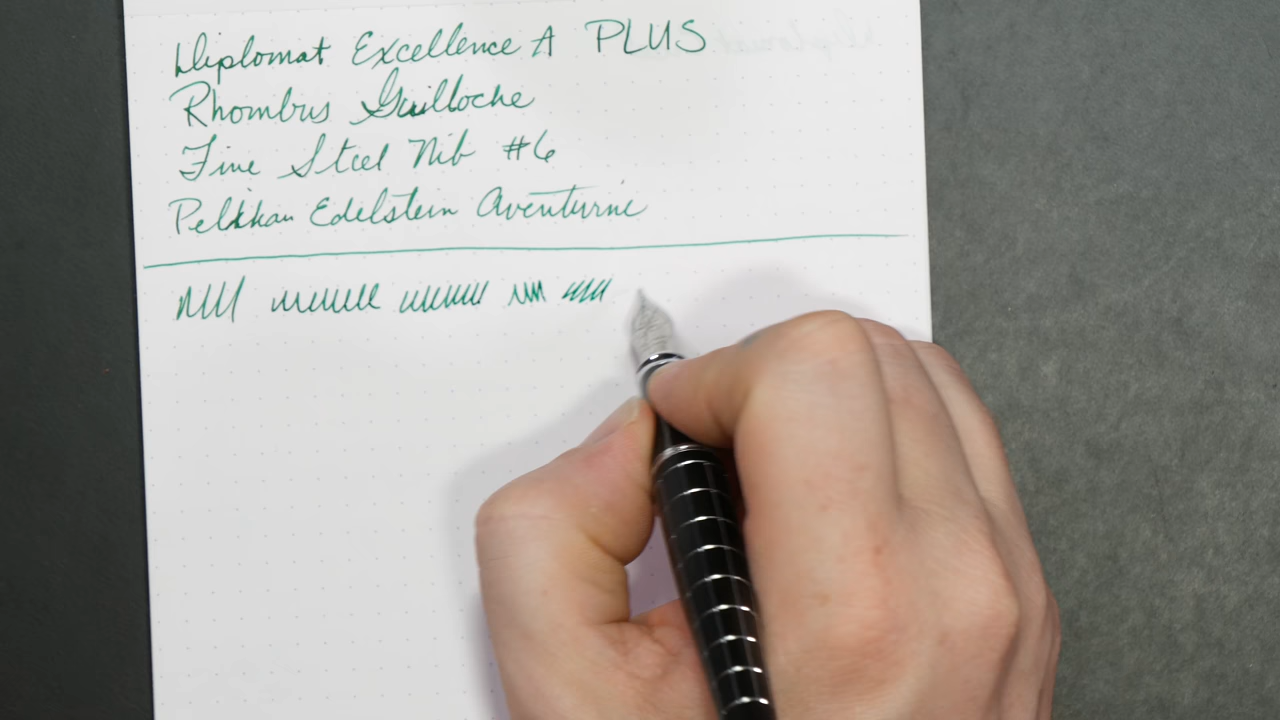 Diplomat Excellence A PLUS
Rhombus Guilloche
Fine Steel Nib #6
Pelikan Edelstein Aventurine